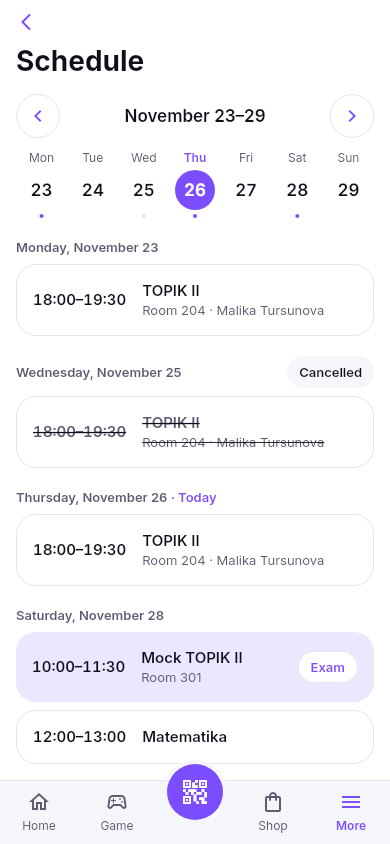 Schedule
November 23–29
Mon Tue Wed Thu Fri Sat Sun
23 24 25 26 27 28 29
Monday, November 23
18:00–19:30 TOPIK II
Room 204 · Malika Tursunova
Wednesday, November 25 Cancelled
18:00–19:30 TOPIK II
Room 204 · Malika Tursunova
Thursday, November 26 · Today
18:00–19:30 TOPIK II
Room 204 · Malika Tursunova
Saturday, November 28
10:00–11:30 Mock TOPIK II Exam
Room 301
12:00–13:00 Matematika
Home Game Shop More